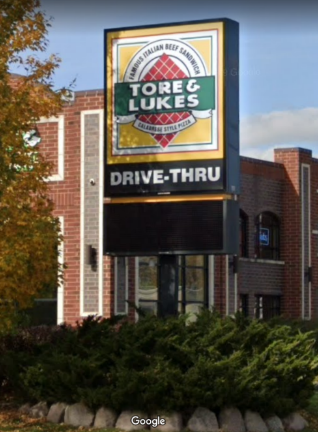 FAMOUS ITALIAN BEEF SANDWICH
TORE &
LUKES
CALABRESE STYLE PIZZA
DRIVE-THRU
Google